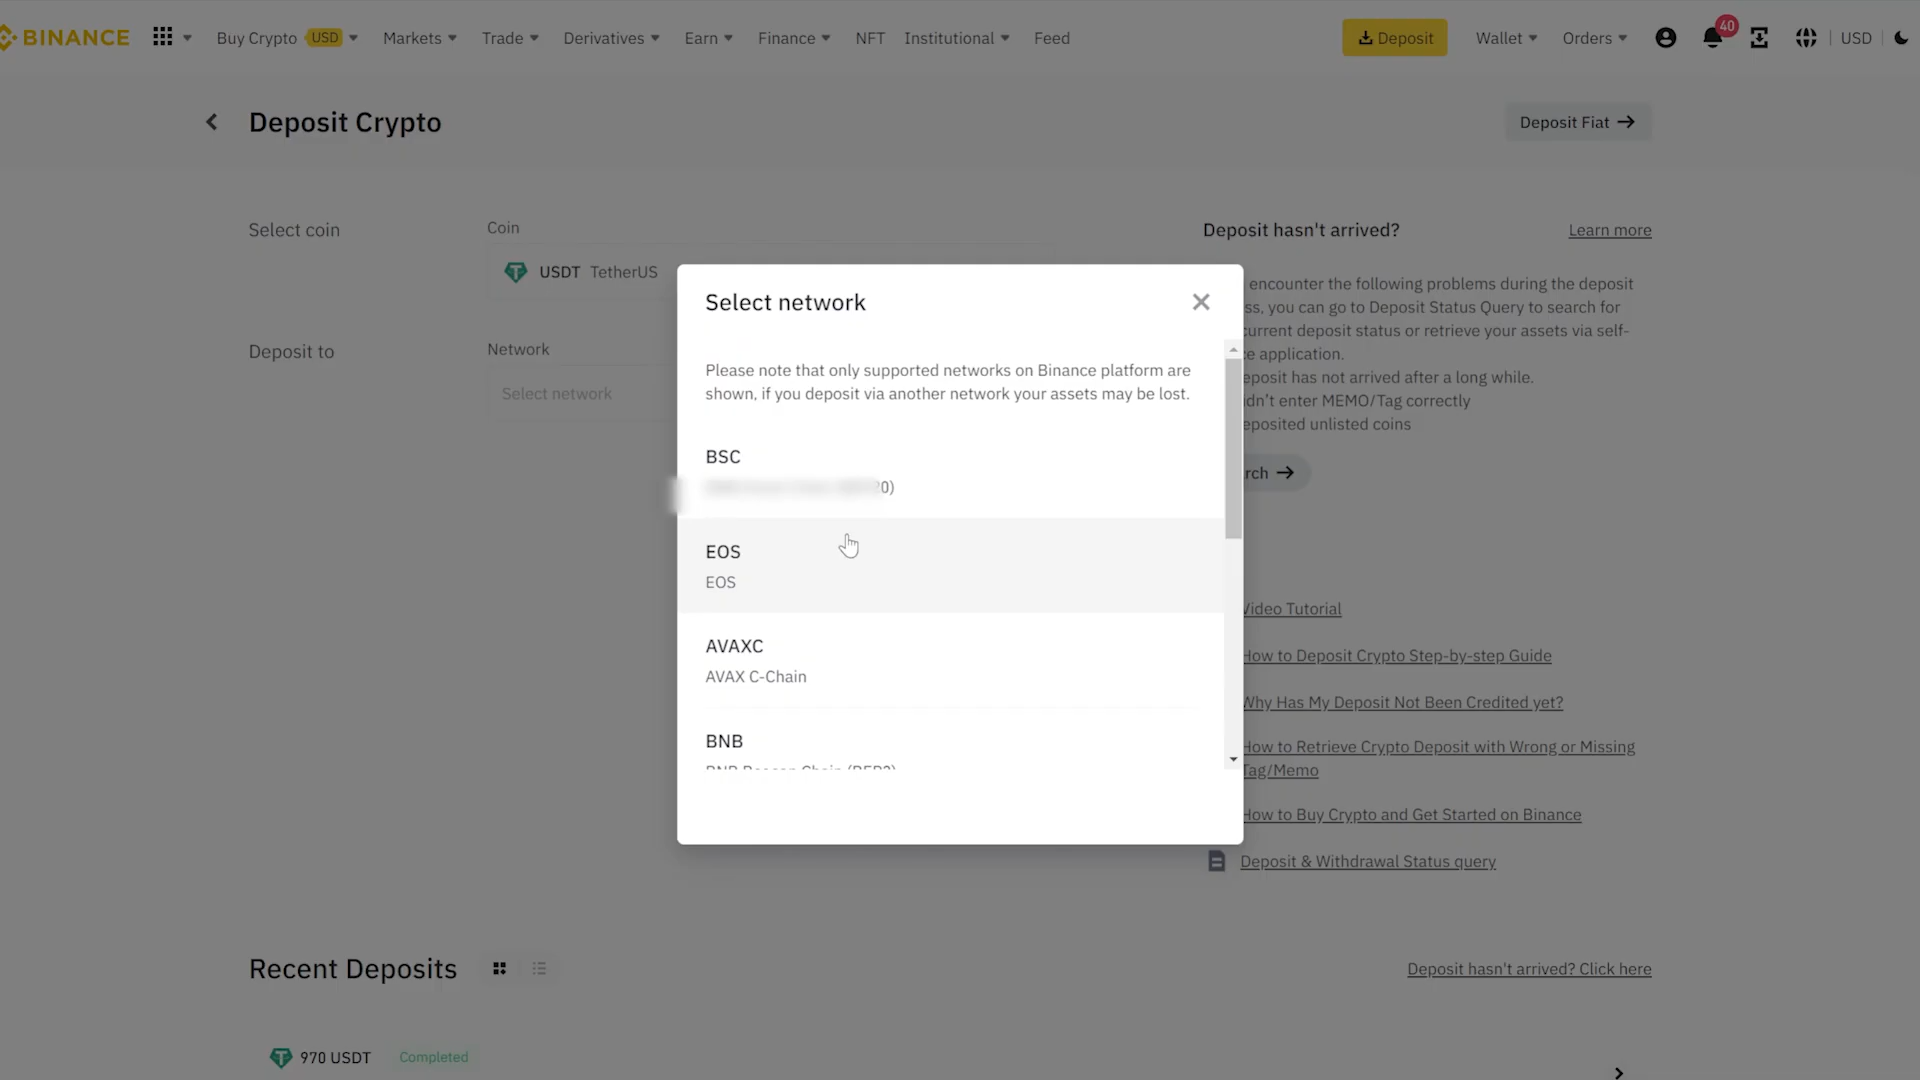 BINANCE
Buy Crypto USD
Markets
Trade
Derivatives
Earn
Finance
NFT
Institutional
Feed
Deposit
Wallet
Orders
40
USD
Deposit Crypto
Deposit Fiat
Select coin
Coin
USDT TetherUS
Deposit to
Network
Select network
Deposit hasn't arrived?
Learn more
encounter the following problems during the deposit
you can go to Deposit Status Query to search for
current deposit status or retrieve your assets via self-
application.
has not arrived after a long while.
enter MEMO/Tag correctly
unlisted coins
Select network
Please note that only supported networks on Binance platform are
shown, if you deposit via another network your assets may be lost.
BSC
EOS
EOS
AVAXC
AVAX C-Chain
BNB
BNB Beacon Chain (BEP2)
Video Tutorial
How to Deposit Crypto Step-by-step Guide
Why Has My Deposit Not Been Credited yet?
How to Retrieve Crypto Deposit with Wrong or Missing
Tag/Memo
How to Buy Crypto and Get Started on Binance
Deposit & Withdrawal Status query
Recent Deposits
Deposit hasn't arrived? Click here
970 USDT Completed